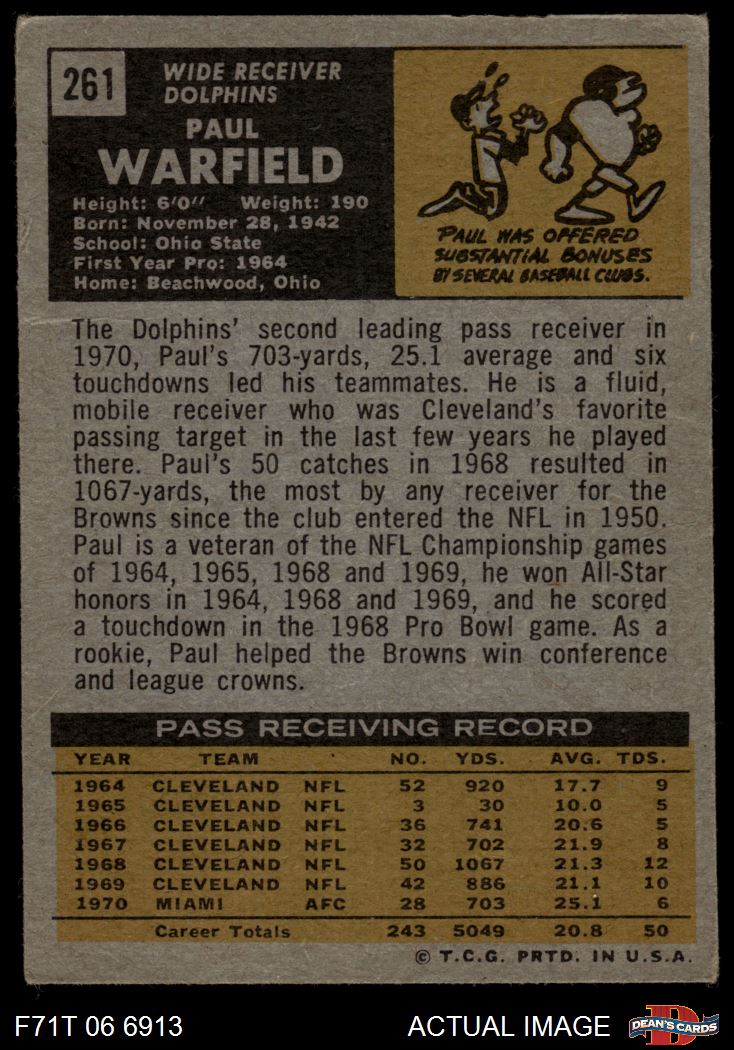 261
WIDE RECEIVER
DOLPHINS
PAUL
WARFIELD
Height: 6'0" Weight: 190
Born: November 28, 1942
School: Ohio State
First Year Pro: 1964
Home: Beachwood, Ohio
PAUL WAS OFFERED
SUBSTANTIAL BONUSES
BY SEVERAL BASEBALL CLUBS.
The Dolphins' second leading pass receiver in
1970, Paul's 703-yards, 25.1 average and six
touchdowns led his teammates. He is a fluid,
mobile receiver who was Cleveland's favorite
passing target in the last few years he played
there. Paul's 50 catches in 1968 resulted in
1067-yards, the most by any receiver for the
Browns since the club entered the NFL in 1950.
Paul is a veteran of the NFL Championship games
of 1964, 1965, 1968 and 1969, he won All-Star
honors in 1964, 1968 and 1969, and he scored
a touchdown in the 1968 Pro Bowl game. As a
rookie, Paul helped the Browns win conference
and league crowns.
PASS RECEIVING RECORD
YEAR TEAM NO. YDS. AVG. TDS.
1964 CLEVELAND NFL 52 920 17.7 9
1965 CLEVELAND NFL 3 30 10.0 5
1966 CLEVELAND NFL 36 741 20.6 5
1967 CLEVELAND NFL 32 702 21.9 8
1968 CLEVELAND NFL 50 1067 21.3 12
1969 CLEVELAND NFL 42 886 21.1 10
1970 MIAMI AFC 28 703 25.1 6
Career Totals 243 5049 20.8 50
© T.C.G. PRTD. IN U.S.A.
F71T 06 6913 ACTUAL IMAGE
D
DEAN'S CARDS